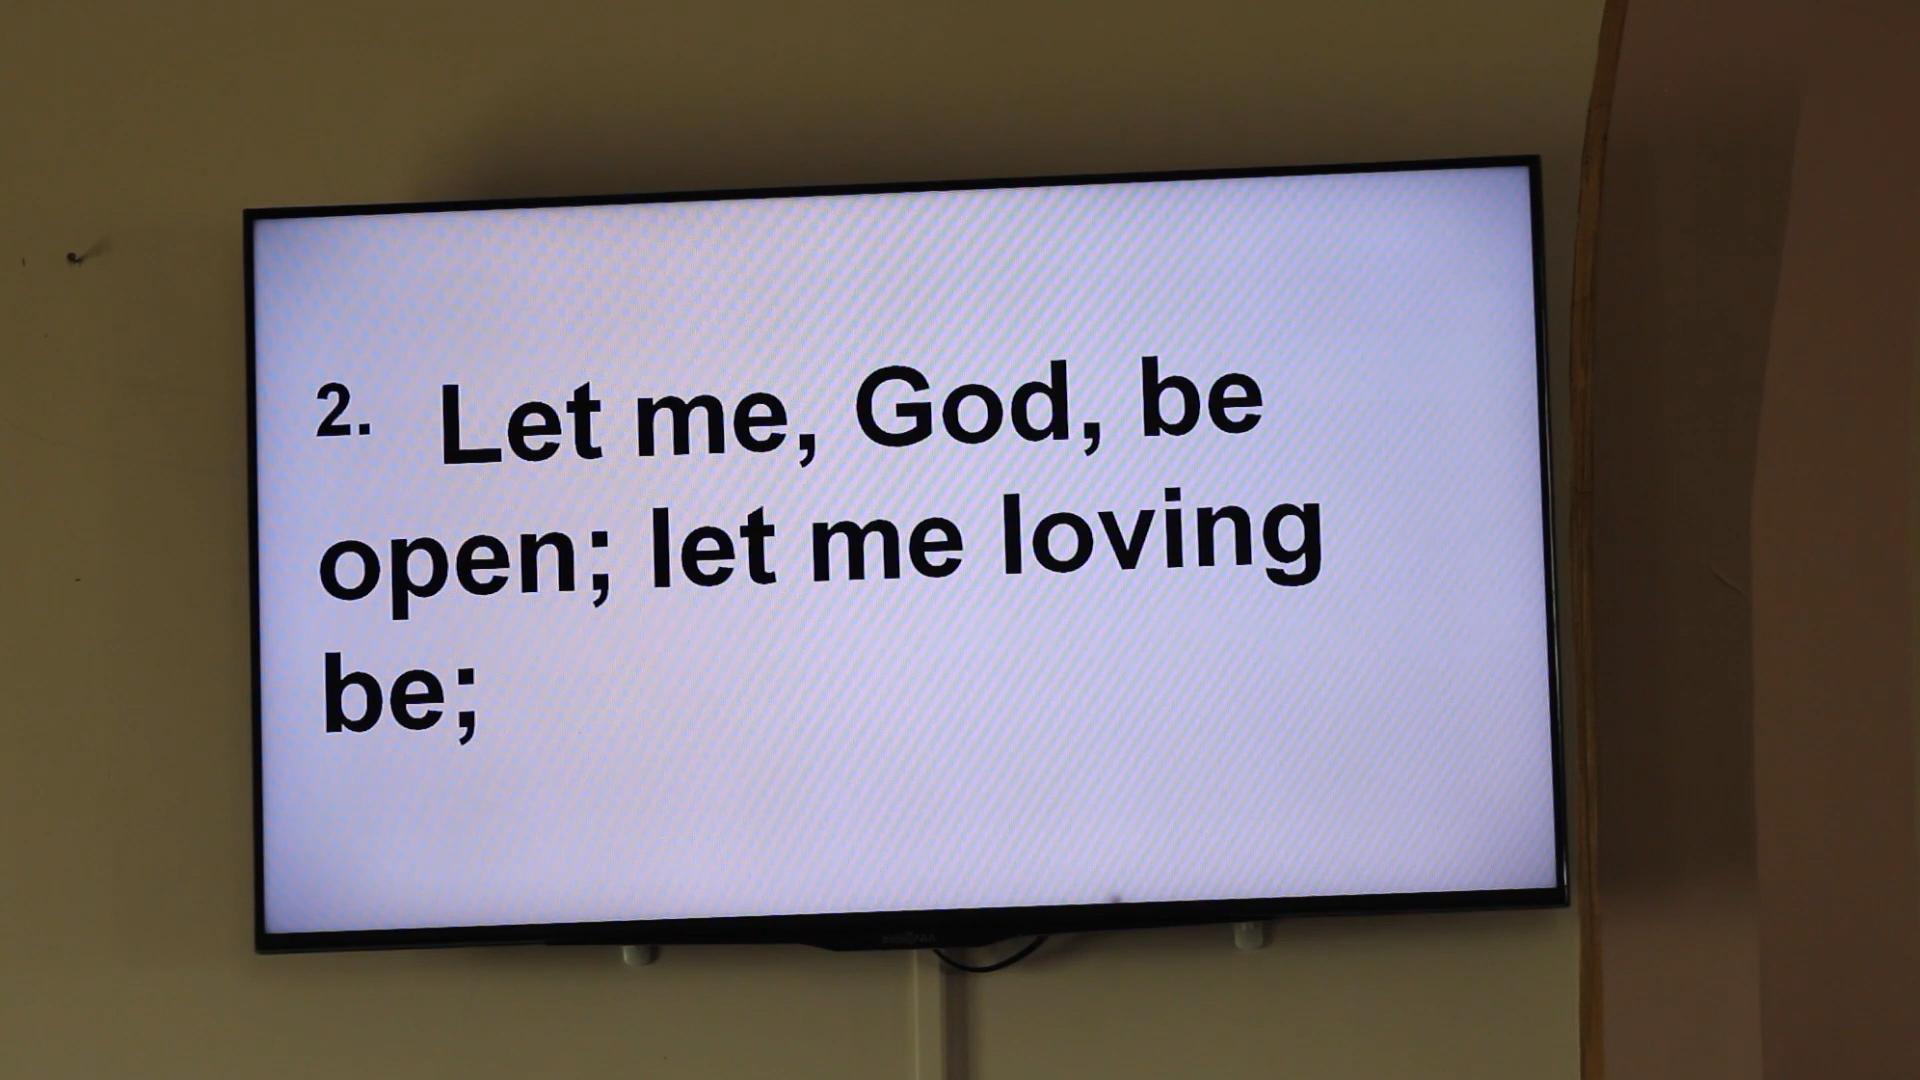 2. Let me, God, be
open; let me loving
be;